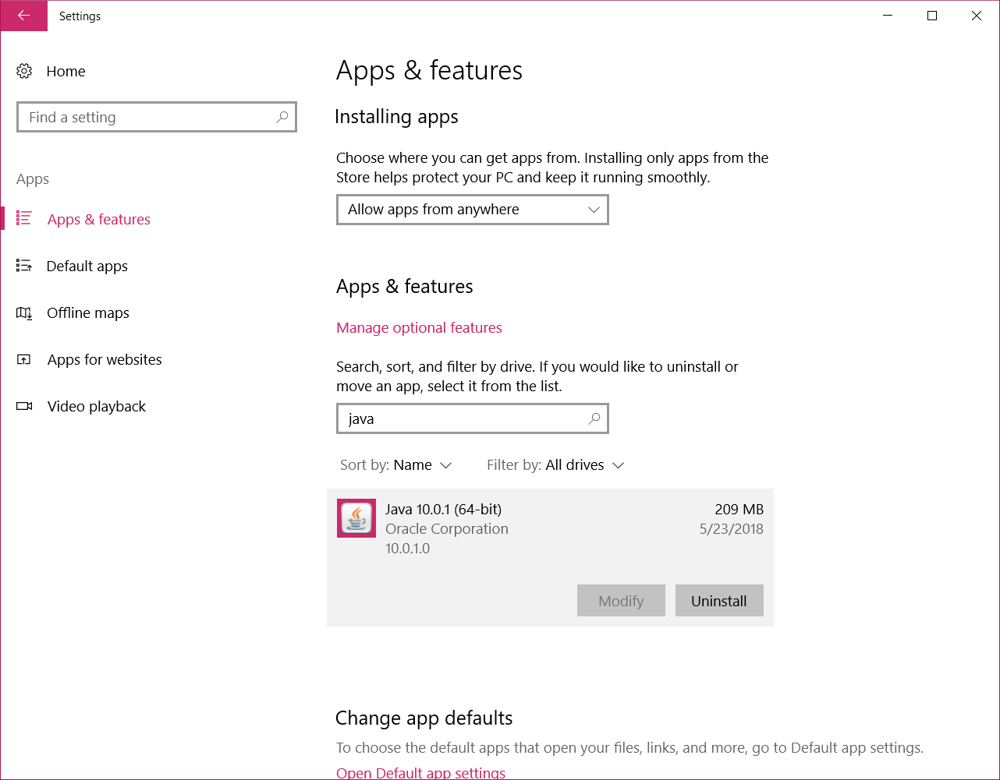 Settings
Home
Find a setting
Apps
Apps & features
Default apps
Offline maps
Apps for websites
Video playback
Apps & features
Installing apps
Choose where you can get apps from. Installing only apps from the
Store helps protect your PC and keep it running smoothly.
Allow apps from anywhere
Apps & features
Manage optional features
Search, sort, and filter by drive. If you would like to uninstall or
move an app, select it from the list.
java
Sort by: Name Filter by: All drives
Java 10.0.1 (64-bit) 209 MB
Oracle Corporation 5/23/2018
10.0.1.0
Modify Uninstall
Change app defaults
To choose the default apps that open your files, links, and more, go to Default app settings.
Open Default app settings